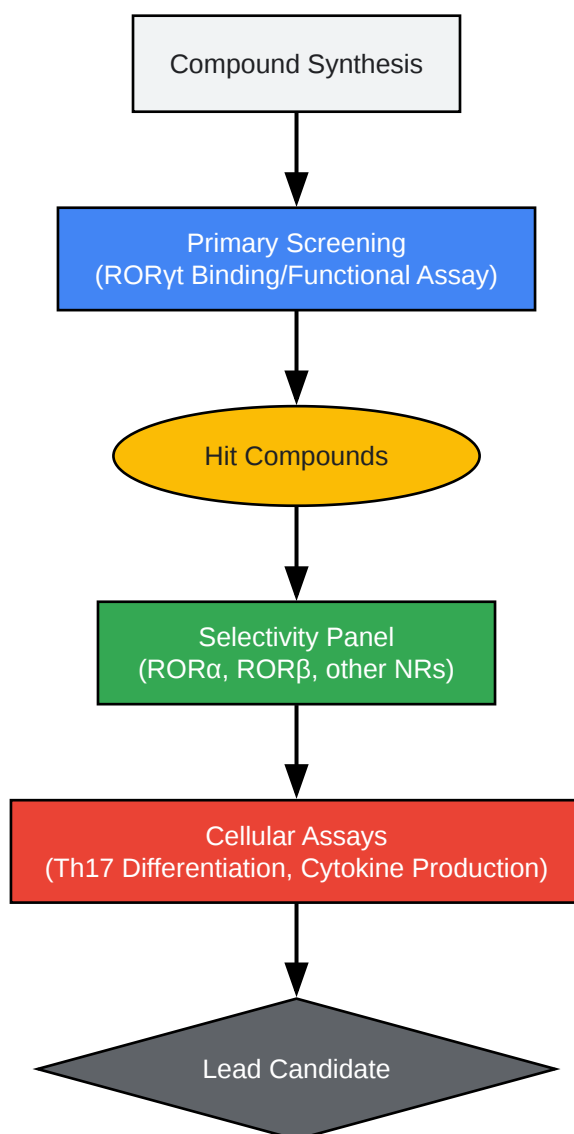 Compound Synthesis
Primary Screening
(RORγt Binding/Functional Assay)
Hit Compounds
Selectivity Panel
(RORα, RORβ, other NRs)
Cellular Assays
(Th17 Differentiation, Cytokine Production)
Lead Candidate